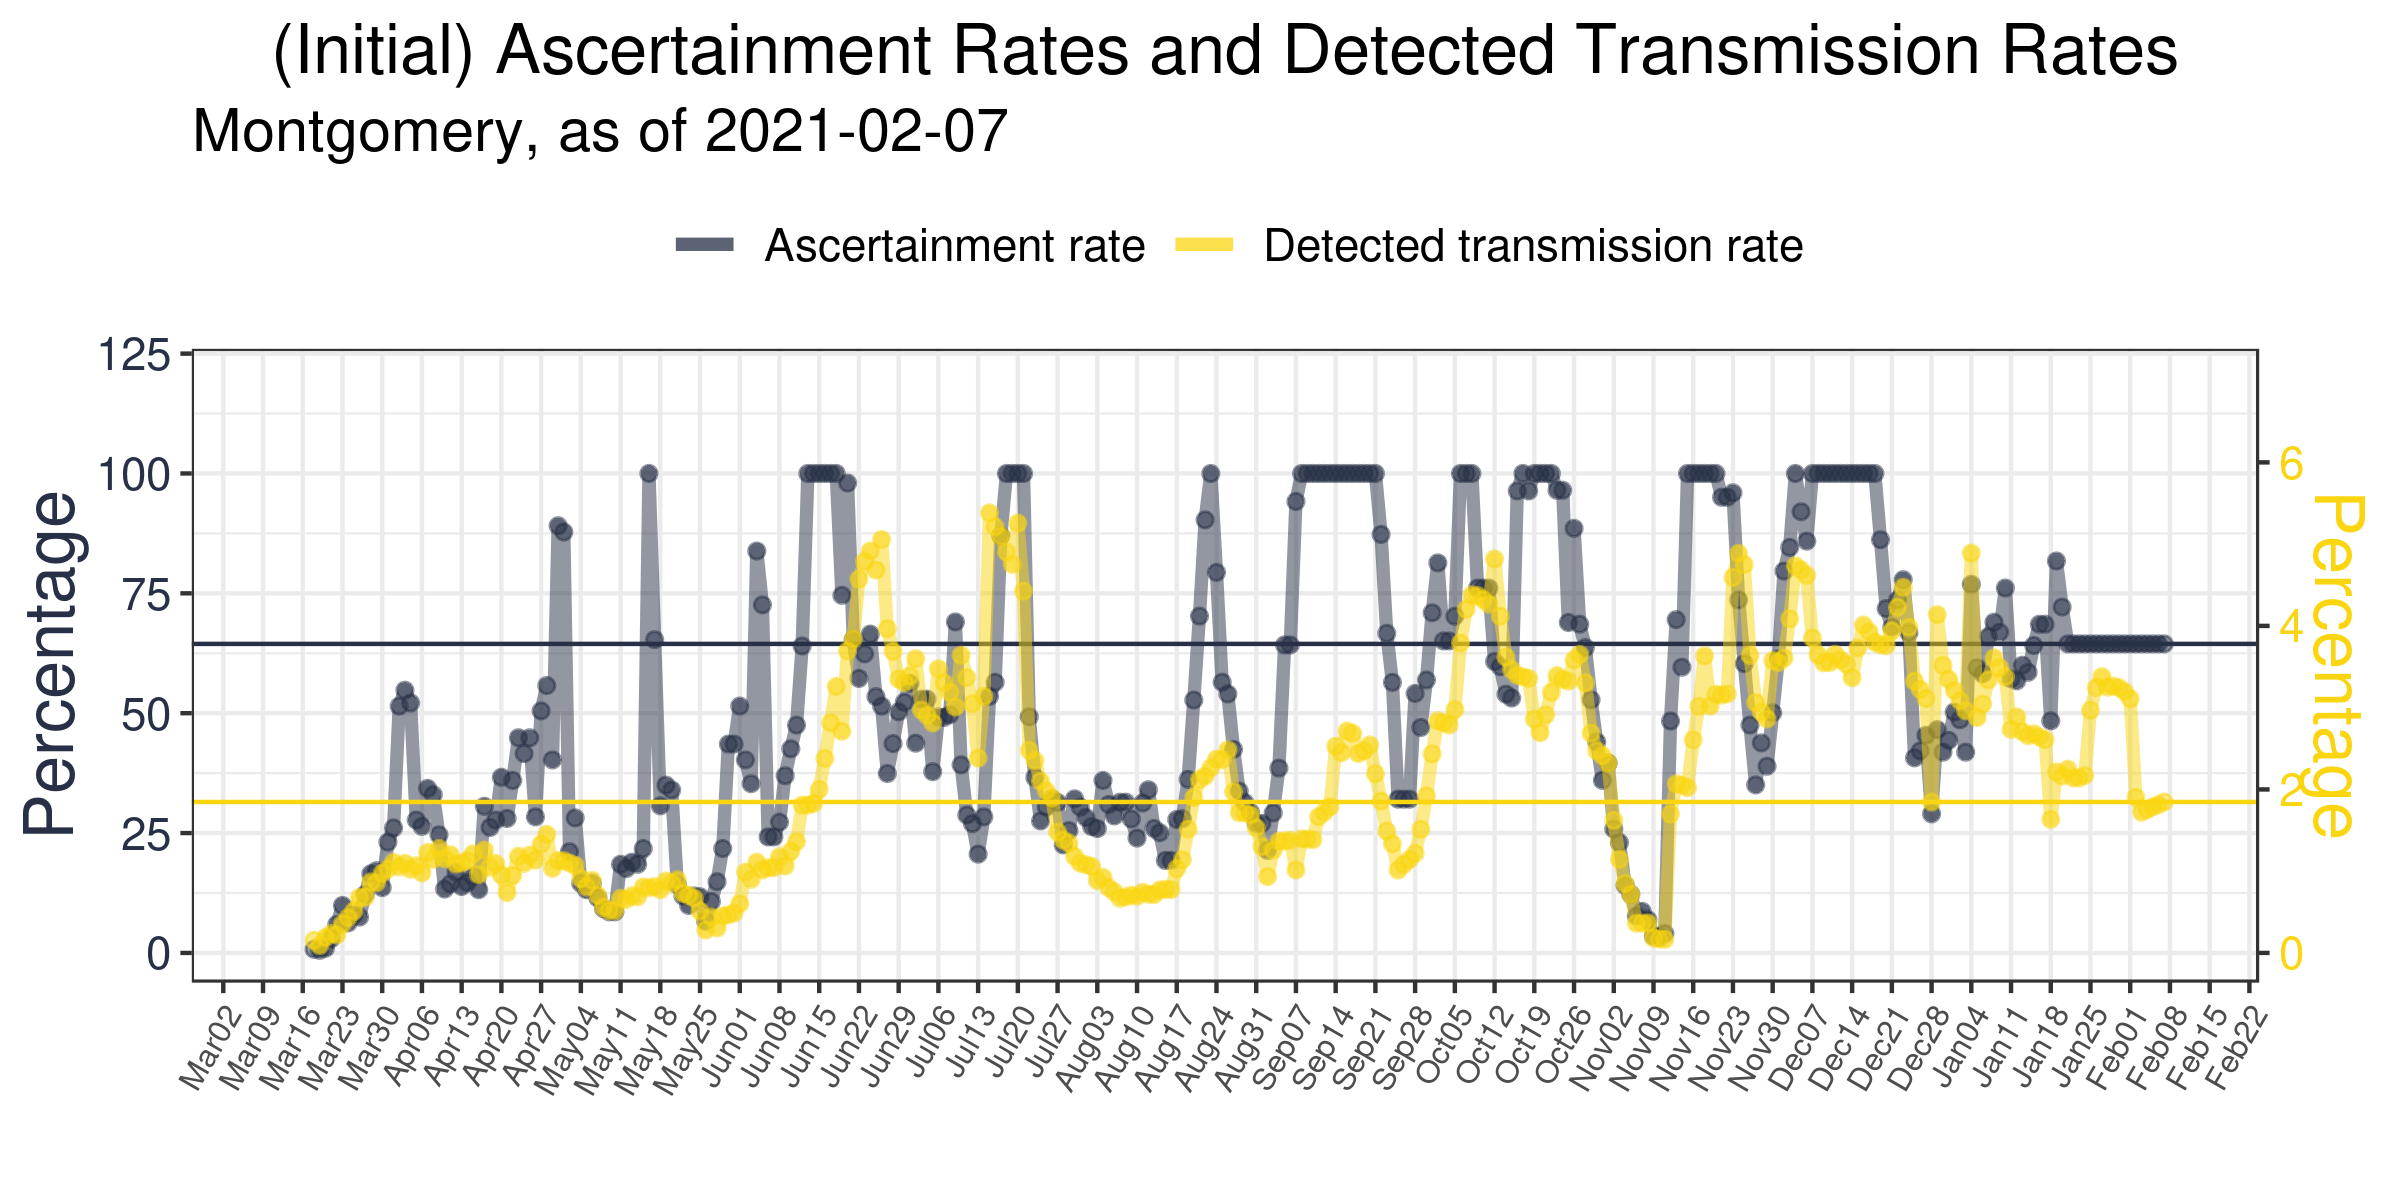 (Initial) Ascertainment Rates and Detected Transmission Rates
Montgomery, as of 2021-02-07
Ascertainment rate Detected transmission rate
Percentage
125
100
75
50
25
0
6
4
2
0
Percentage
Mar02 Mar09 Mar16 Mar23 Mar30 Apr06 Apr13 Apr20 Apr27 May04 May11 May18 May25 Jun01 Jun08 Jun15 Jun22 Jun29 Jul06 Jul13 Jul20 Jul27 Aug03 Aug10 Aug17 Aug24 Aug31 Sep07 Sep14 Sep21 Sep28 Oct05 Oct12 Oct19 Oct26 Nov02 Nov09 Nov16 Nov23 Nov30 Dec07 Dec14 Dec21 Dec28 Jan04 Jan11 Jan18 Jan25 Feb01 Feb08 Feb15 Feb22